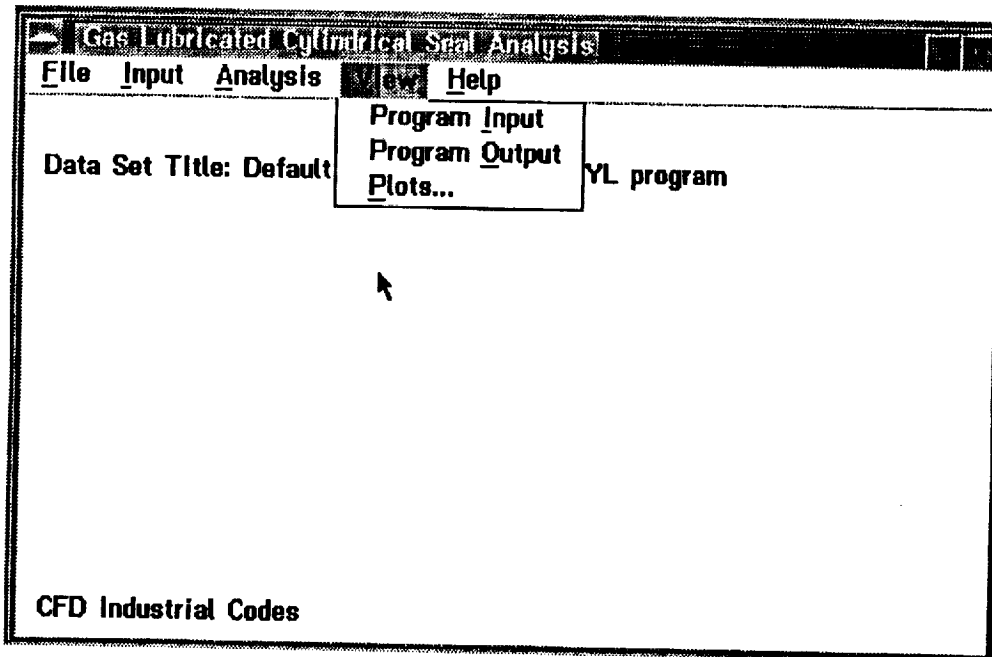 Gas Lubricated Cylindrical Seal Analysis
File Input Analysis View Help
Program Input
Program Output
Plots...
Data Set Title: Default YL program
CFD Industrial Codes